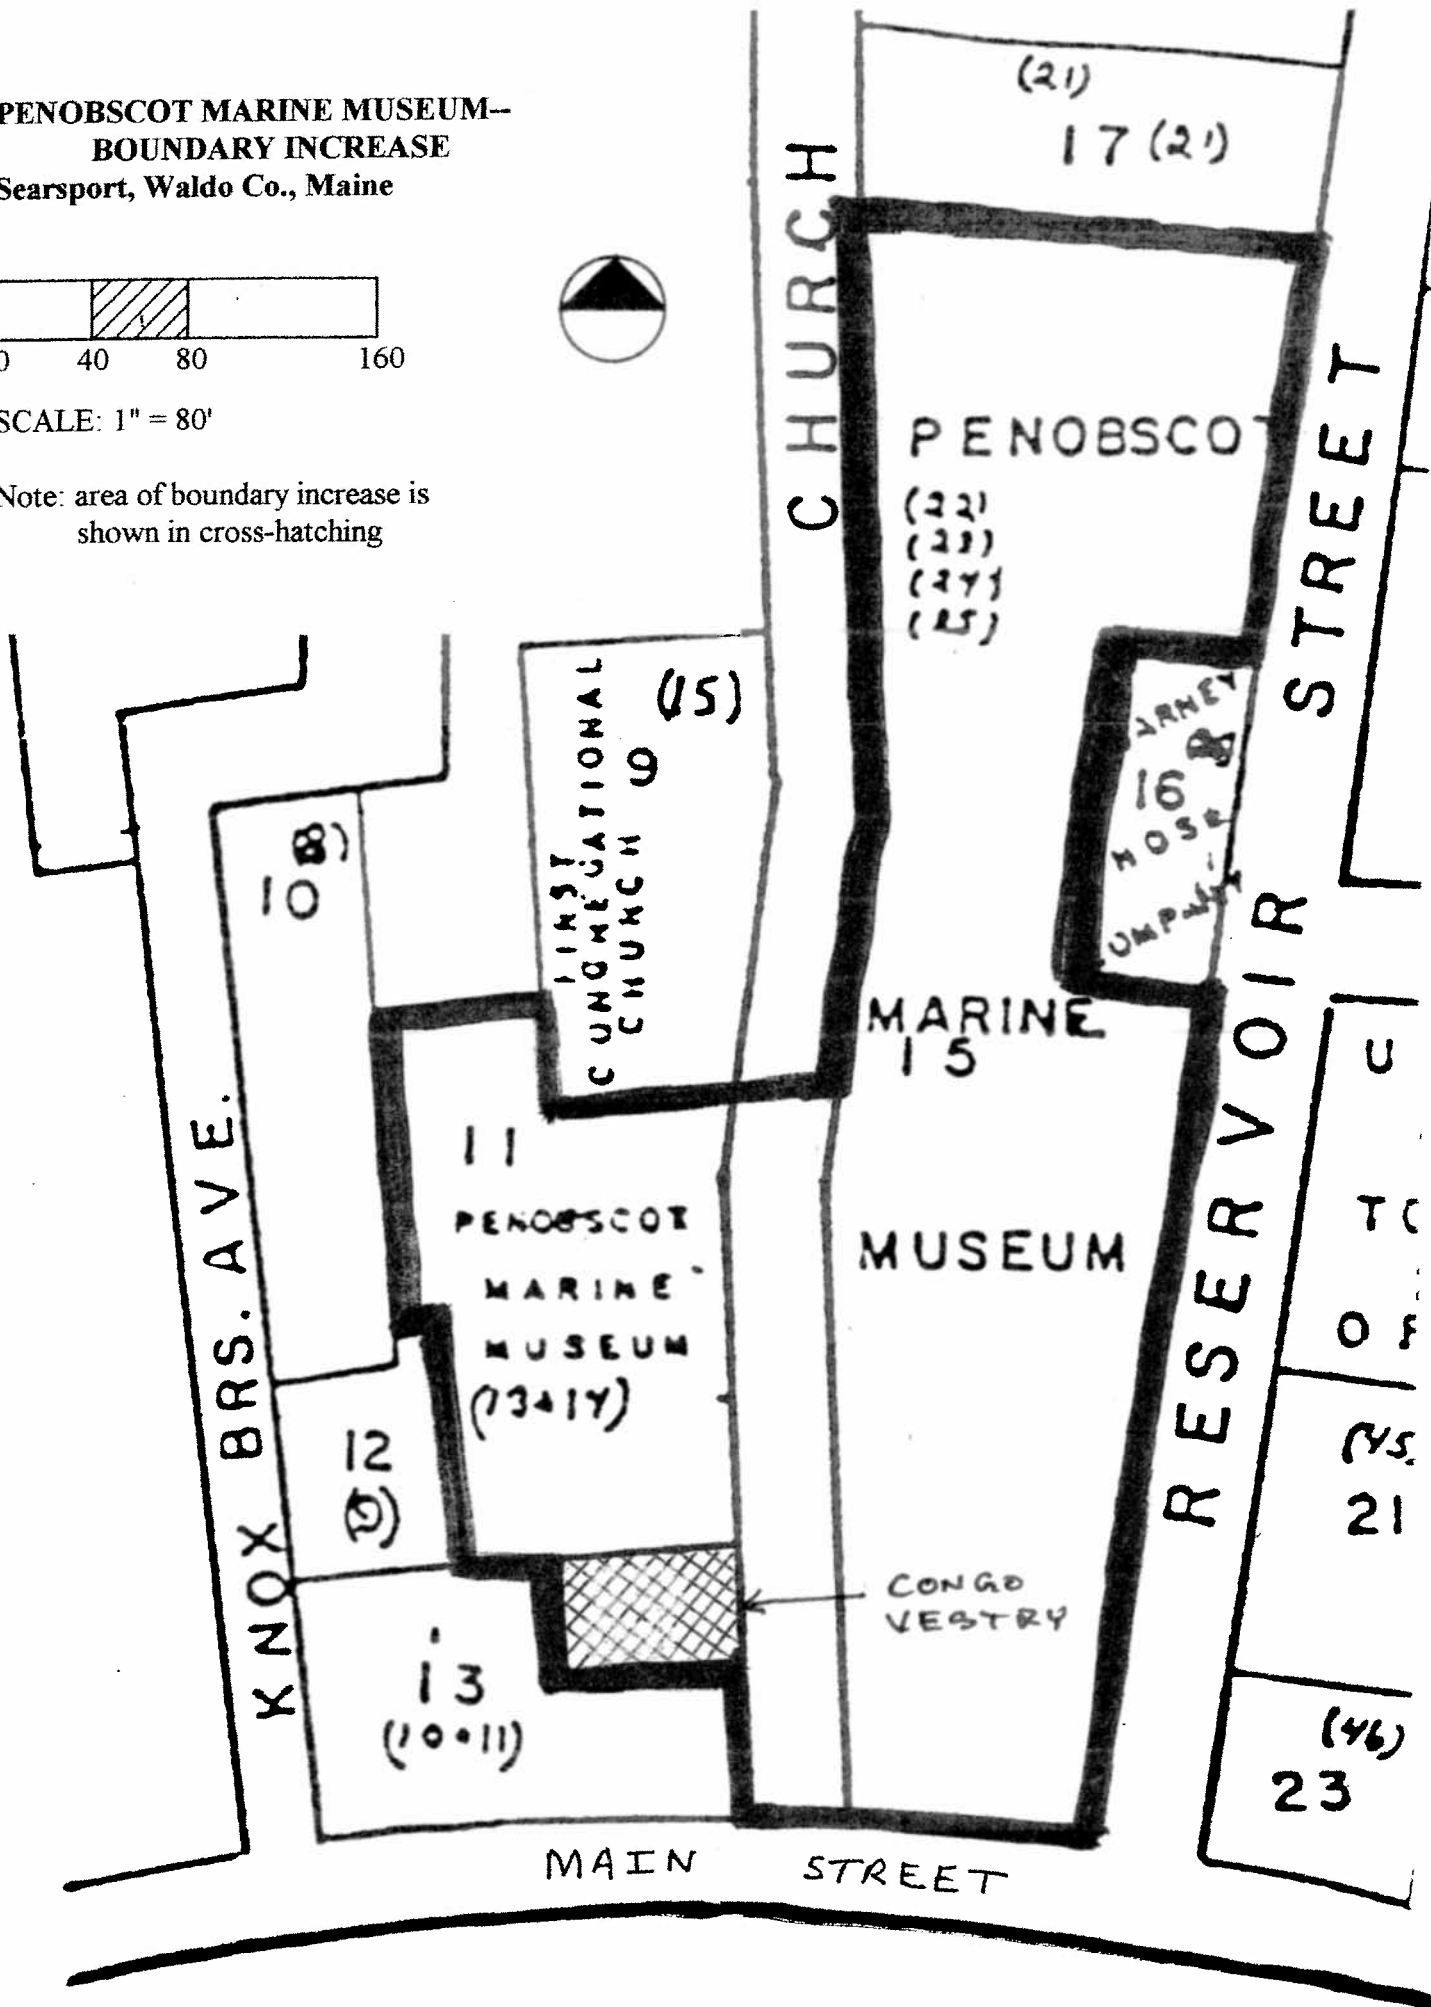 PENOBSCOT MARINE MUSEUM--
BOUNDARY INCREASE
Searsport, Waldo Co., Maine
0 40 80 160
SCALE: 1" = 80'
Note: area of boundary increase is
shown in cross-hatching
(21)
17 (21)
CHURCH
STREET
RESERVOIR
PENOBSCOT
(22)
(23)
(24)
(25)
MARINE
15
MUSEUM
(15)
9
FIRST
CONGREGATIONAL
CHURCH
16
HOSE
10
11
PENOBSCOT
MARINE
MUSEUM
(13+14)
12
KNOX BRS. AVE.
13
(10+11)
CONGO
VESTRY
U
21
(46)
23
MAIN STREET